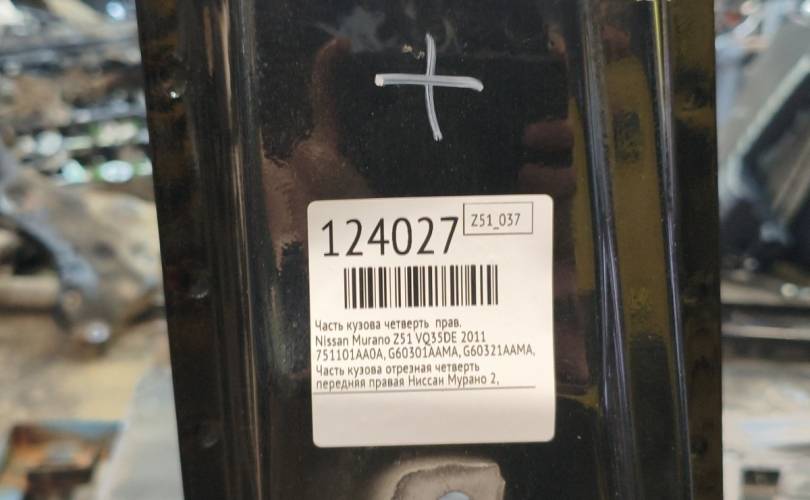 124027
Z51_037
Часть кузова четверть прав.
Nissan Murano Z51 VQ35DE 2011
751101AA0A, G60301AAMA, G60321AAMA,
Часть кузова отрезная четверть
передняя правая Ниссан Мурано 2,